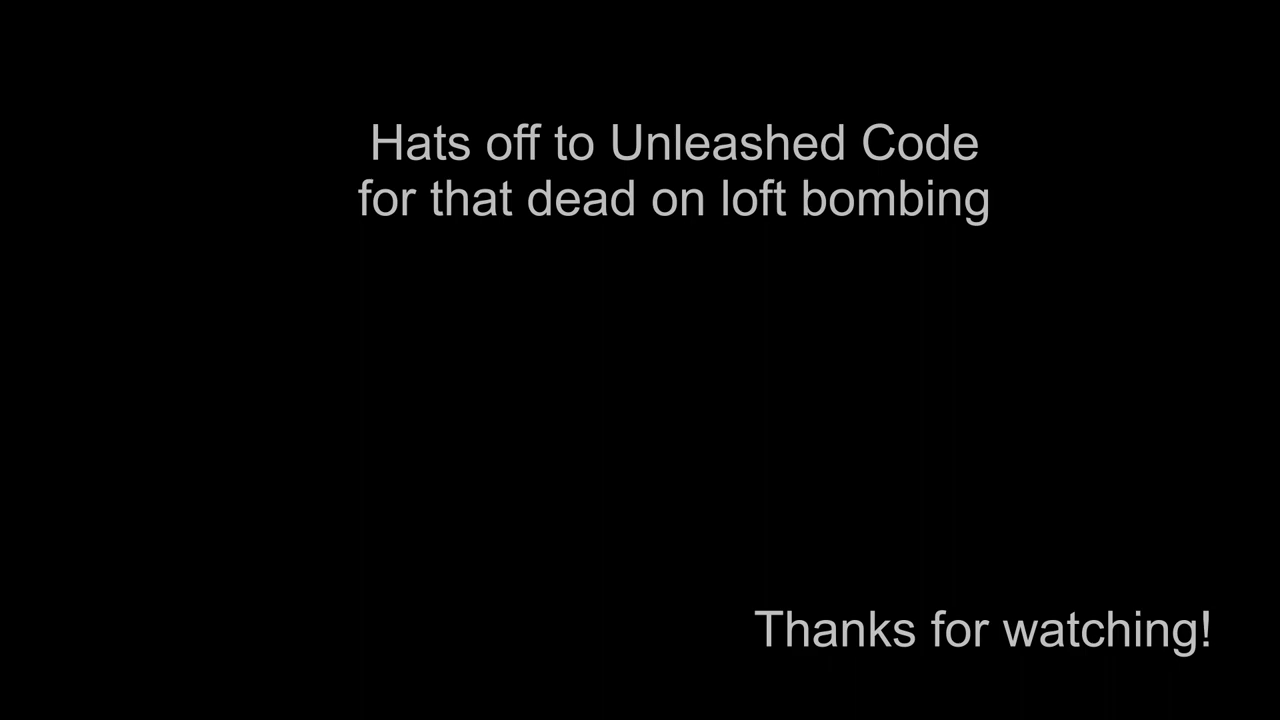 Hats off to Unleashed Code
for that dead on loft bombing
Thanks for watching!